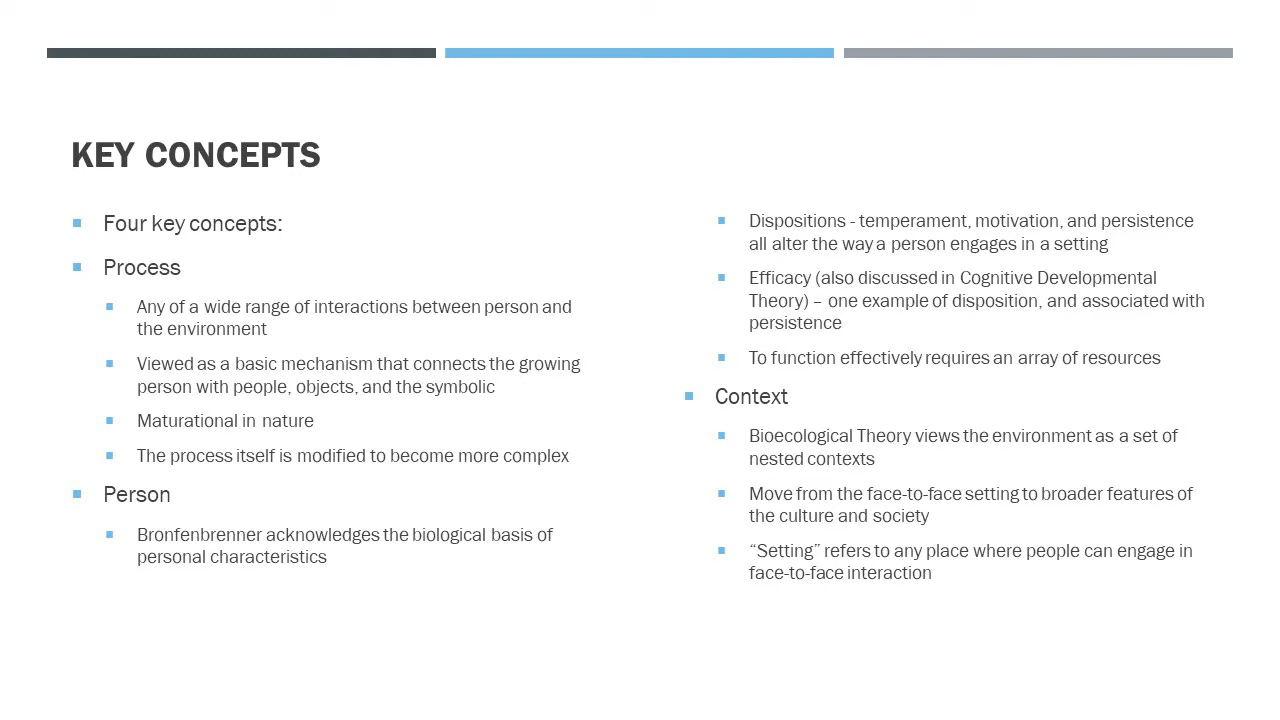 KEY CONCEPTS
Four key concepts:
Process
Any of a wide range of interactions between person and
the environment
Viewed as a basic mechanism that connects the growing
person with people, objects, and the symbolic
Maturational in nature
The process itself is modified to become more complex
Person
Bronfenbrenner acknowledges the biological basis of
personal characteristics
Dispositions - temperament, motivation, and persistence
all alter the way a person engages in a setting
Efficacy (also discussed in Cognitive Developmental
Theory) – one example of disposition, and associated with
persistence
To function effectively requires an array of resources
Context
Bioecological Theory views the environment as a set of
nested contexts
Move from the face-to-face setting to broader features of
the culture and society
“Setting” refers to any place where people can engage in
face-to-face interaction